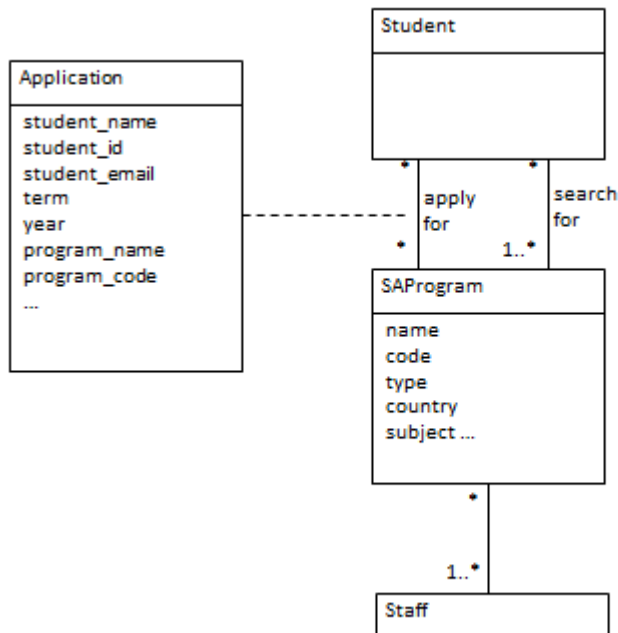 Student
Application
student_name
student_id
student_email
term
year
program_name
program_code
...
* *
apply
for
search
for
* 1..*
SAProgram
name
code
type
country
subject ...
*
1..*
Staff